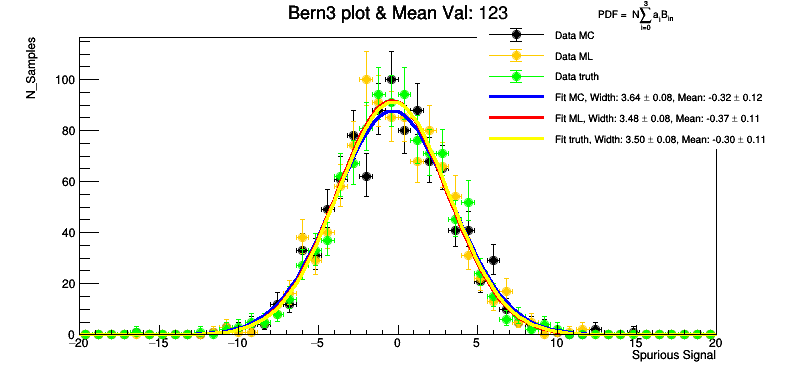 Bern3 plot & Mean Val: 123
PDF = N∑aᵢBᵢₙ
3
i=0
Data MC
Data ML
Data truth
Fit MC, Width: 3.64 ± 0.08, Mean: -0.32 ± 0.12
Fit ML, Width: 3.48 ± 0.08, Mean: -0.37 ± 0.11
Fit truth, Width: 3.50 ± 0.08, Mean: -0.30 ± 0.11
N_Samples
100
80
60
40
20
0
−20 −15 −10 −5 0 5 10 15 20
Spurious Signal